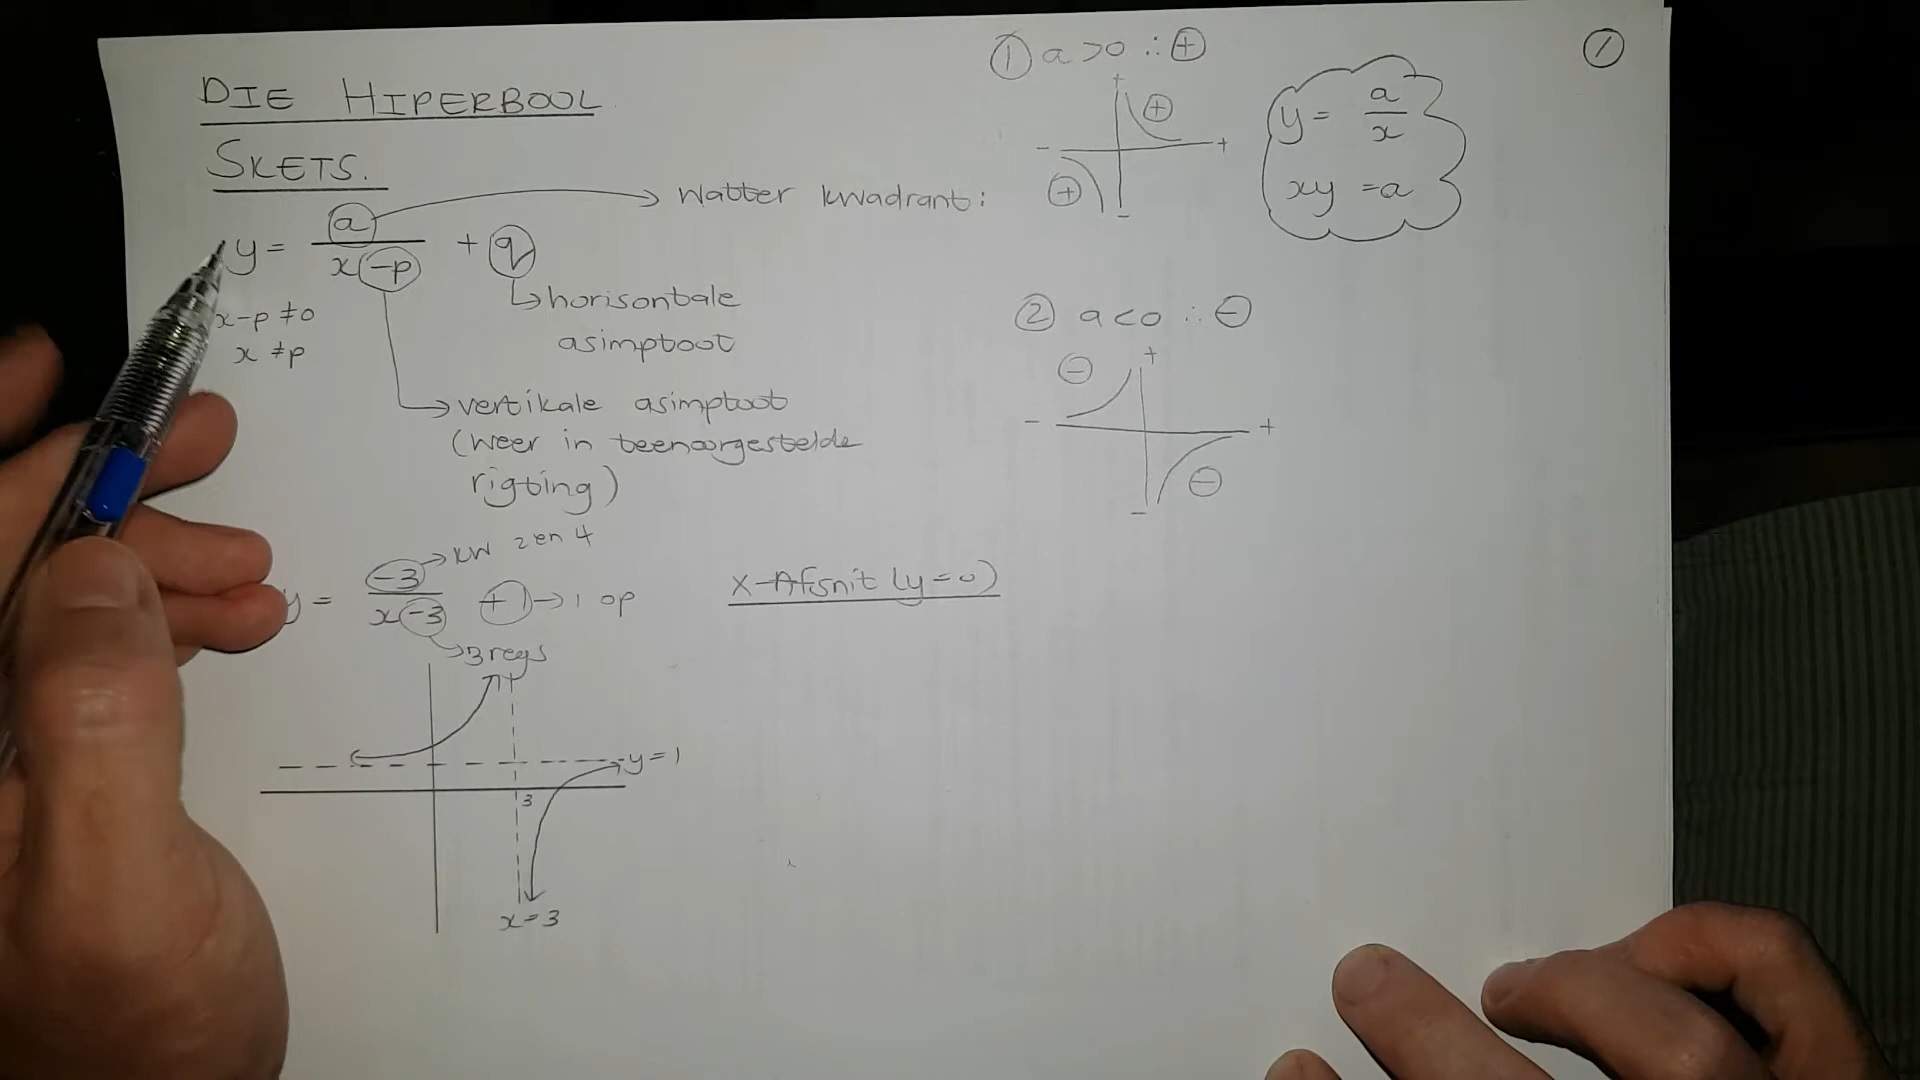 DIE HIPERBOOL
SKETS.
y = a / x-p + q
→ watter kwadrant:
x-p ≠ 0
x ≠ p
↳ horisontale
asimptoot
→ vertikale asimptoot
(weer in teenoorgestelde
rigting)
① a > 0 ∴ ⊕
+
⊕
- +
⊕
-
y = a / x
xy = a
1
② a < 0 ∴ ⊖
⊖ +
- +
⊖
-
y = -3 / x-3 + 1 → 1 op
→ KW 2 en 4
→ 3 regs
y = 1
3
x = 3
X-Afsnit (y=0)